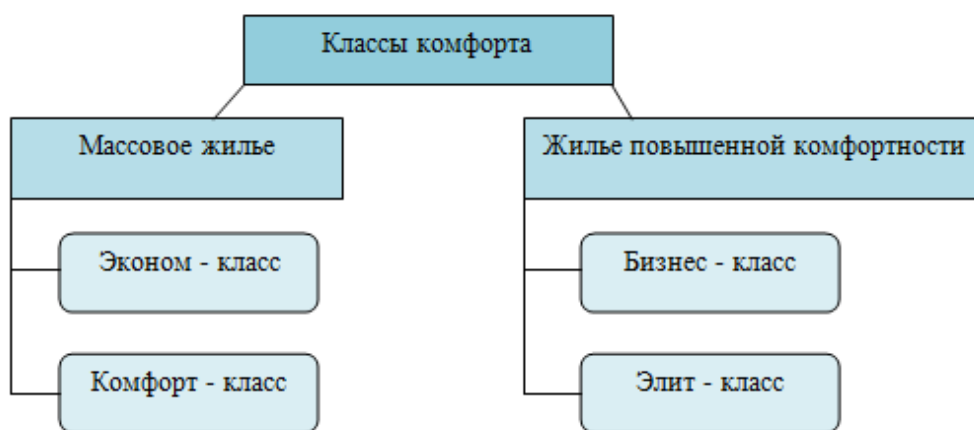 Классы комфорта
Массовое жилье
Жилье повышенной комфортности
Эконом - класс
Бизнес - класс
Комфорт - класс
Элит - класс